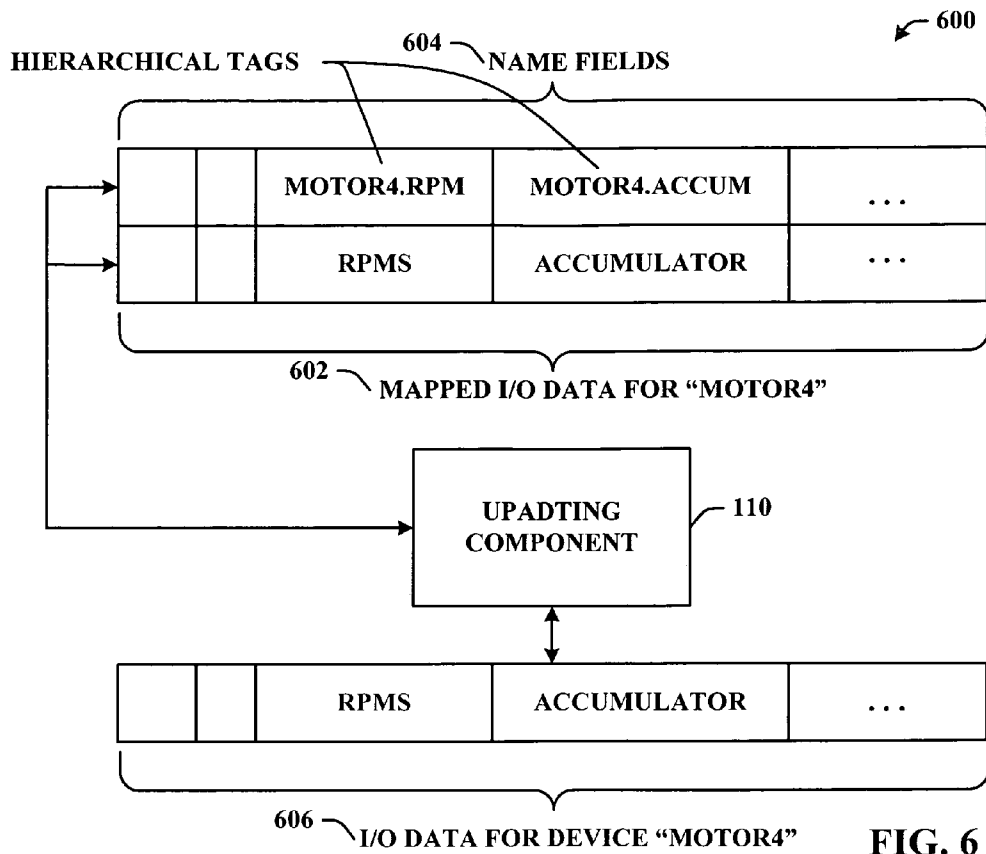 600
604 NAME FIELDS
HIERARCHICAL TAGS
MOTOR4.RPM MOTOR4.ACCUM ...
RPMS ACCUMULATOR ...
602 MAPPED I/O DATA FOR “MOTOR4”
UPADTING
COMPONENT
110
RPMS ACCUMULATOR ...
606 I/O DATA FOR DEVICE “MOTOR4”
FIG. 6